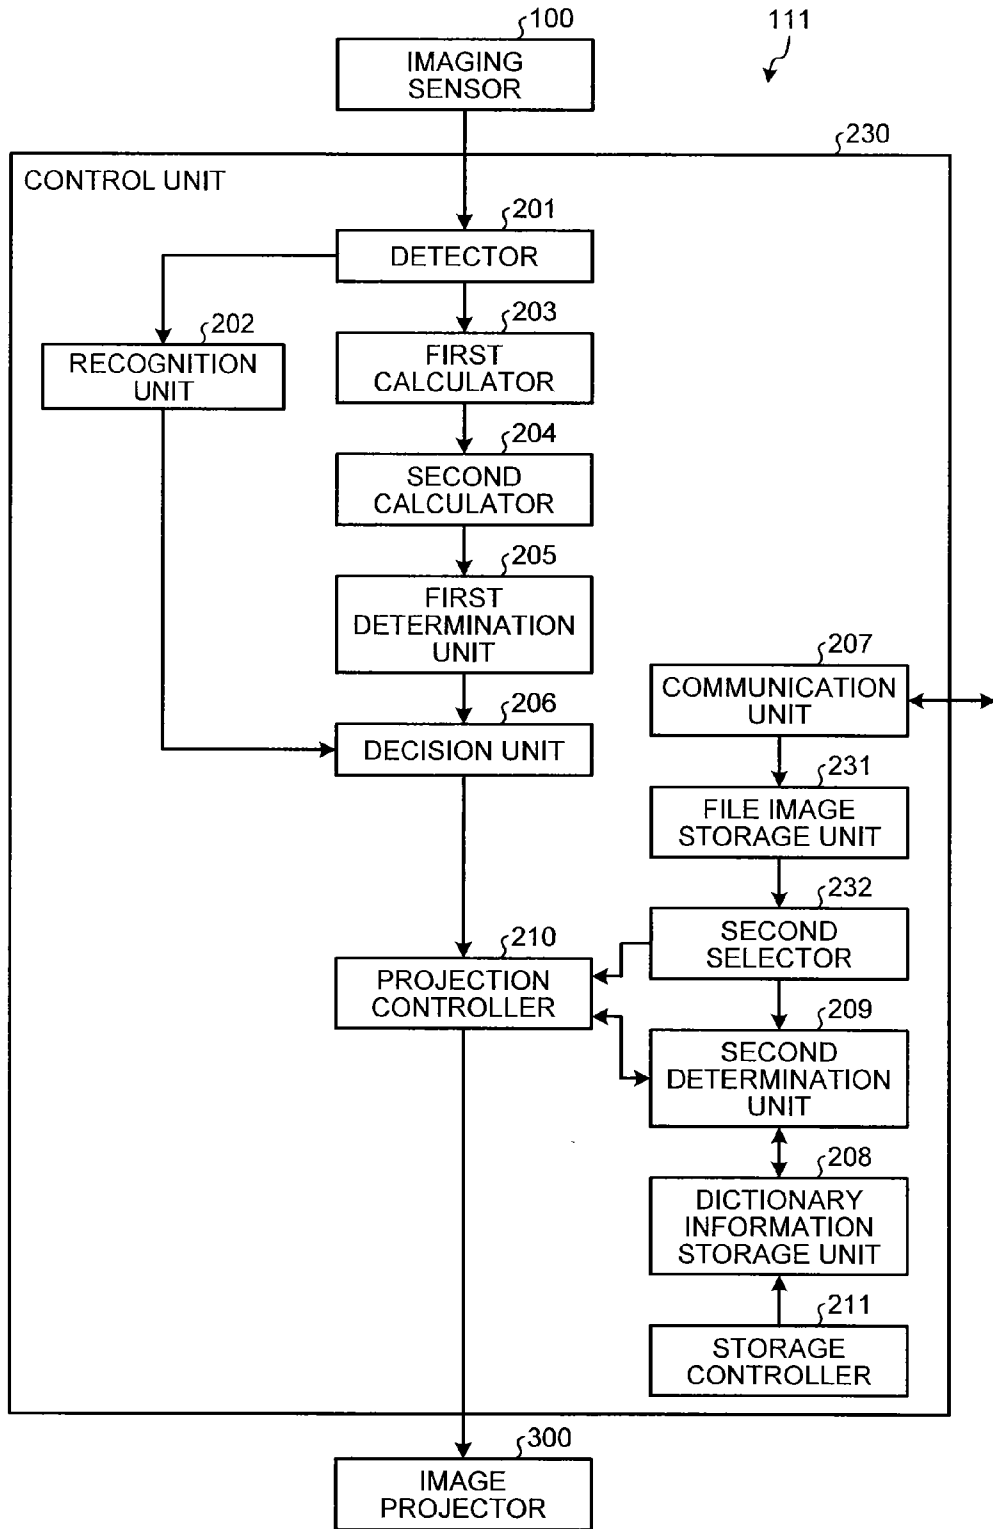 100
111
IMAGING
SENSOR
230
CONTROL UNIT
201
DETECTOR
203
202
FIRST
CALCULATOR
RECOGNITION
UNIT
204
SECOND
CALCULATOR
205
FIRST
DETERMINATION
UNIT
207
COMMUNICATION
UNIT
206
DECISION UNIT
231
FILE IMAGE
STORAGE UNIT
232
SECOND
SELECTOR
210
PROJECTION
CONTROLLER
209
SECOND
DETERMINATION
UNIT
208
DICTIONARY
INFORMATION
STORAGE UNIT
211
STORAGE
CONTROLLER
300
IMAGE
PROJECTOR